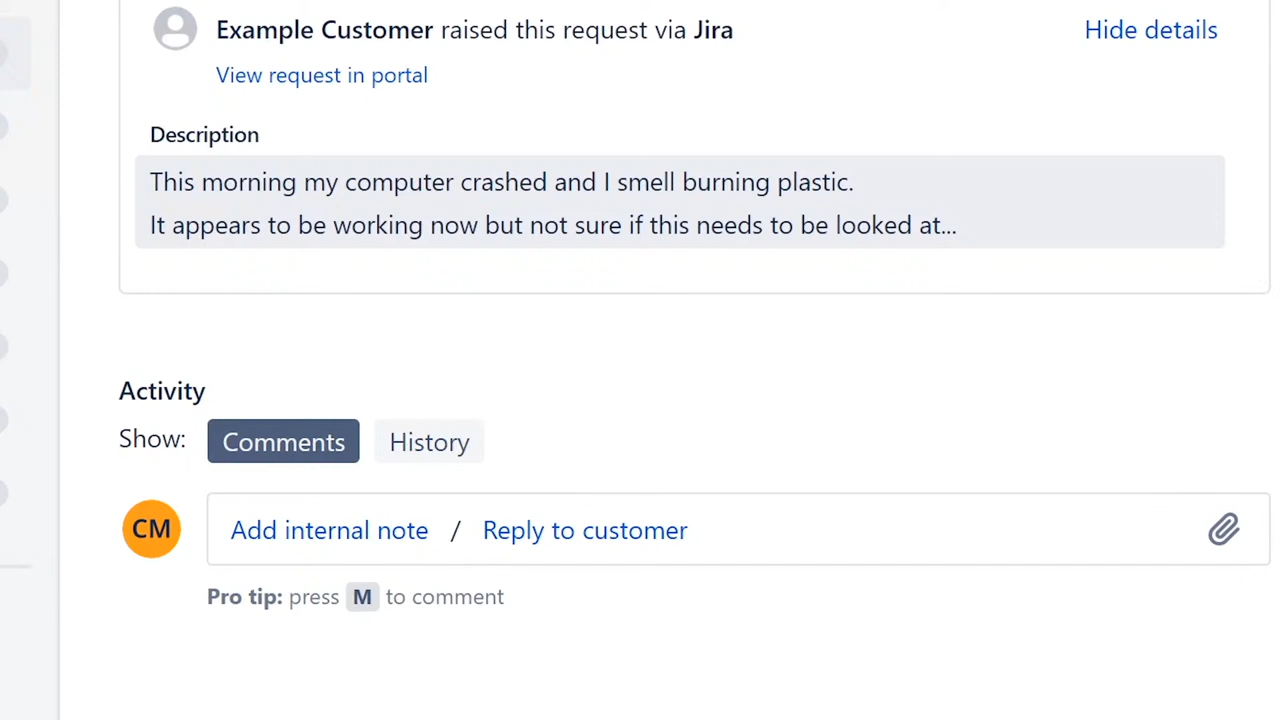 Example Customer raised this request via Jira
Hide details
View request in portal
Description
This morning my computer crashed and I smell burning plastic.
It appears to be working now but not sure if this needs to be looked at...
Activity
Show: Comments History
CM Add internal note / Reply to customer
Pro tip: press M to comment